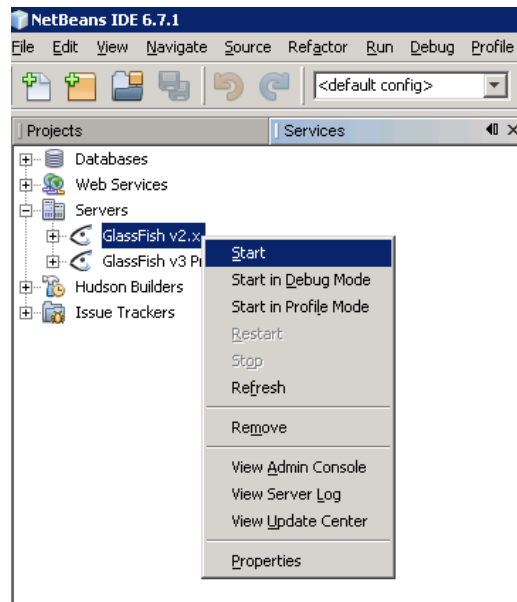 NetBeans IDE 6.7.1
File Edit View Navigate Source Refactor Run Debug Profile
<default config>
Projects Services
Databases
Web Services
Servers
GlassFish v2.x
GlassFish v3
Hudson Builders
Issue Trackers
Start
Start in Debug Mode
Start in Profile Mode
Restart
Stop
Refresh
Remove
View Admin Console
View Server Log
View Update Center
Properties